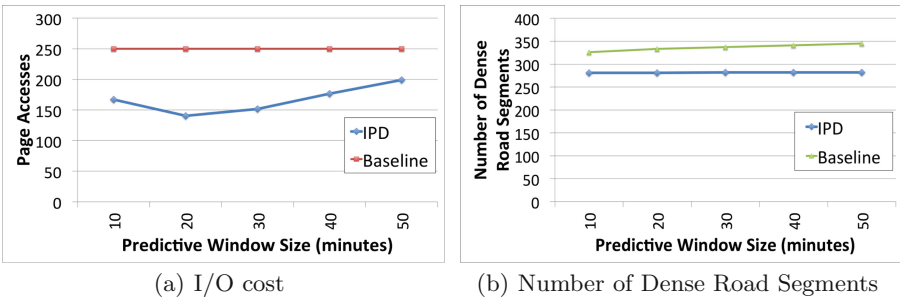 300
250
200
150
100
50
0
Page Accesses
10 20 30 40 50
Predictive Window Size (minutes)
IPD
Baseline
(a) I/O cost
400
350
300
250
200
150
100
50
0
Number of Dense
Road Segments
10 20 30 40 50
Predictive Window Size (minutes)
IPD
Baseline
(b) Number of Dense Road Segments